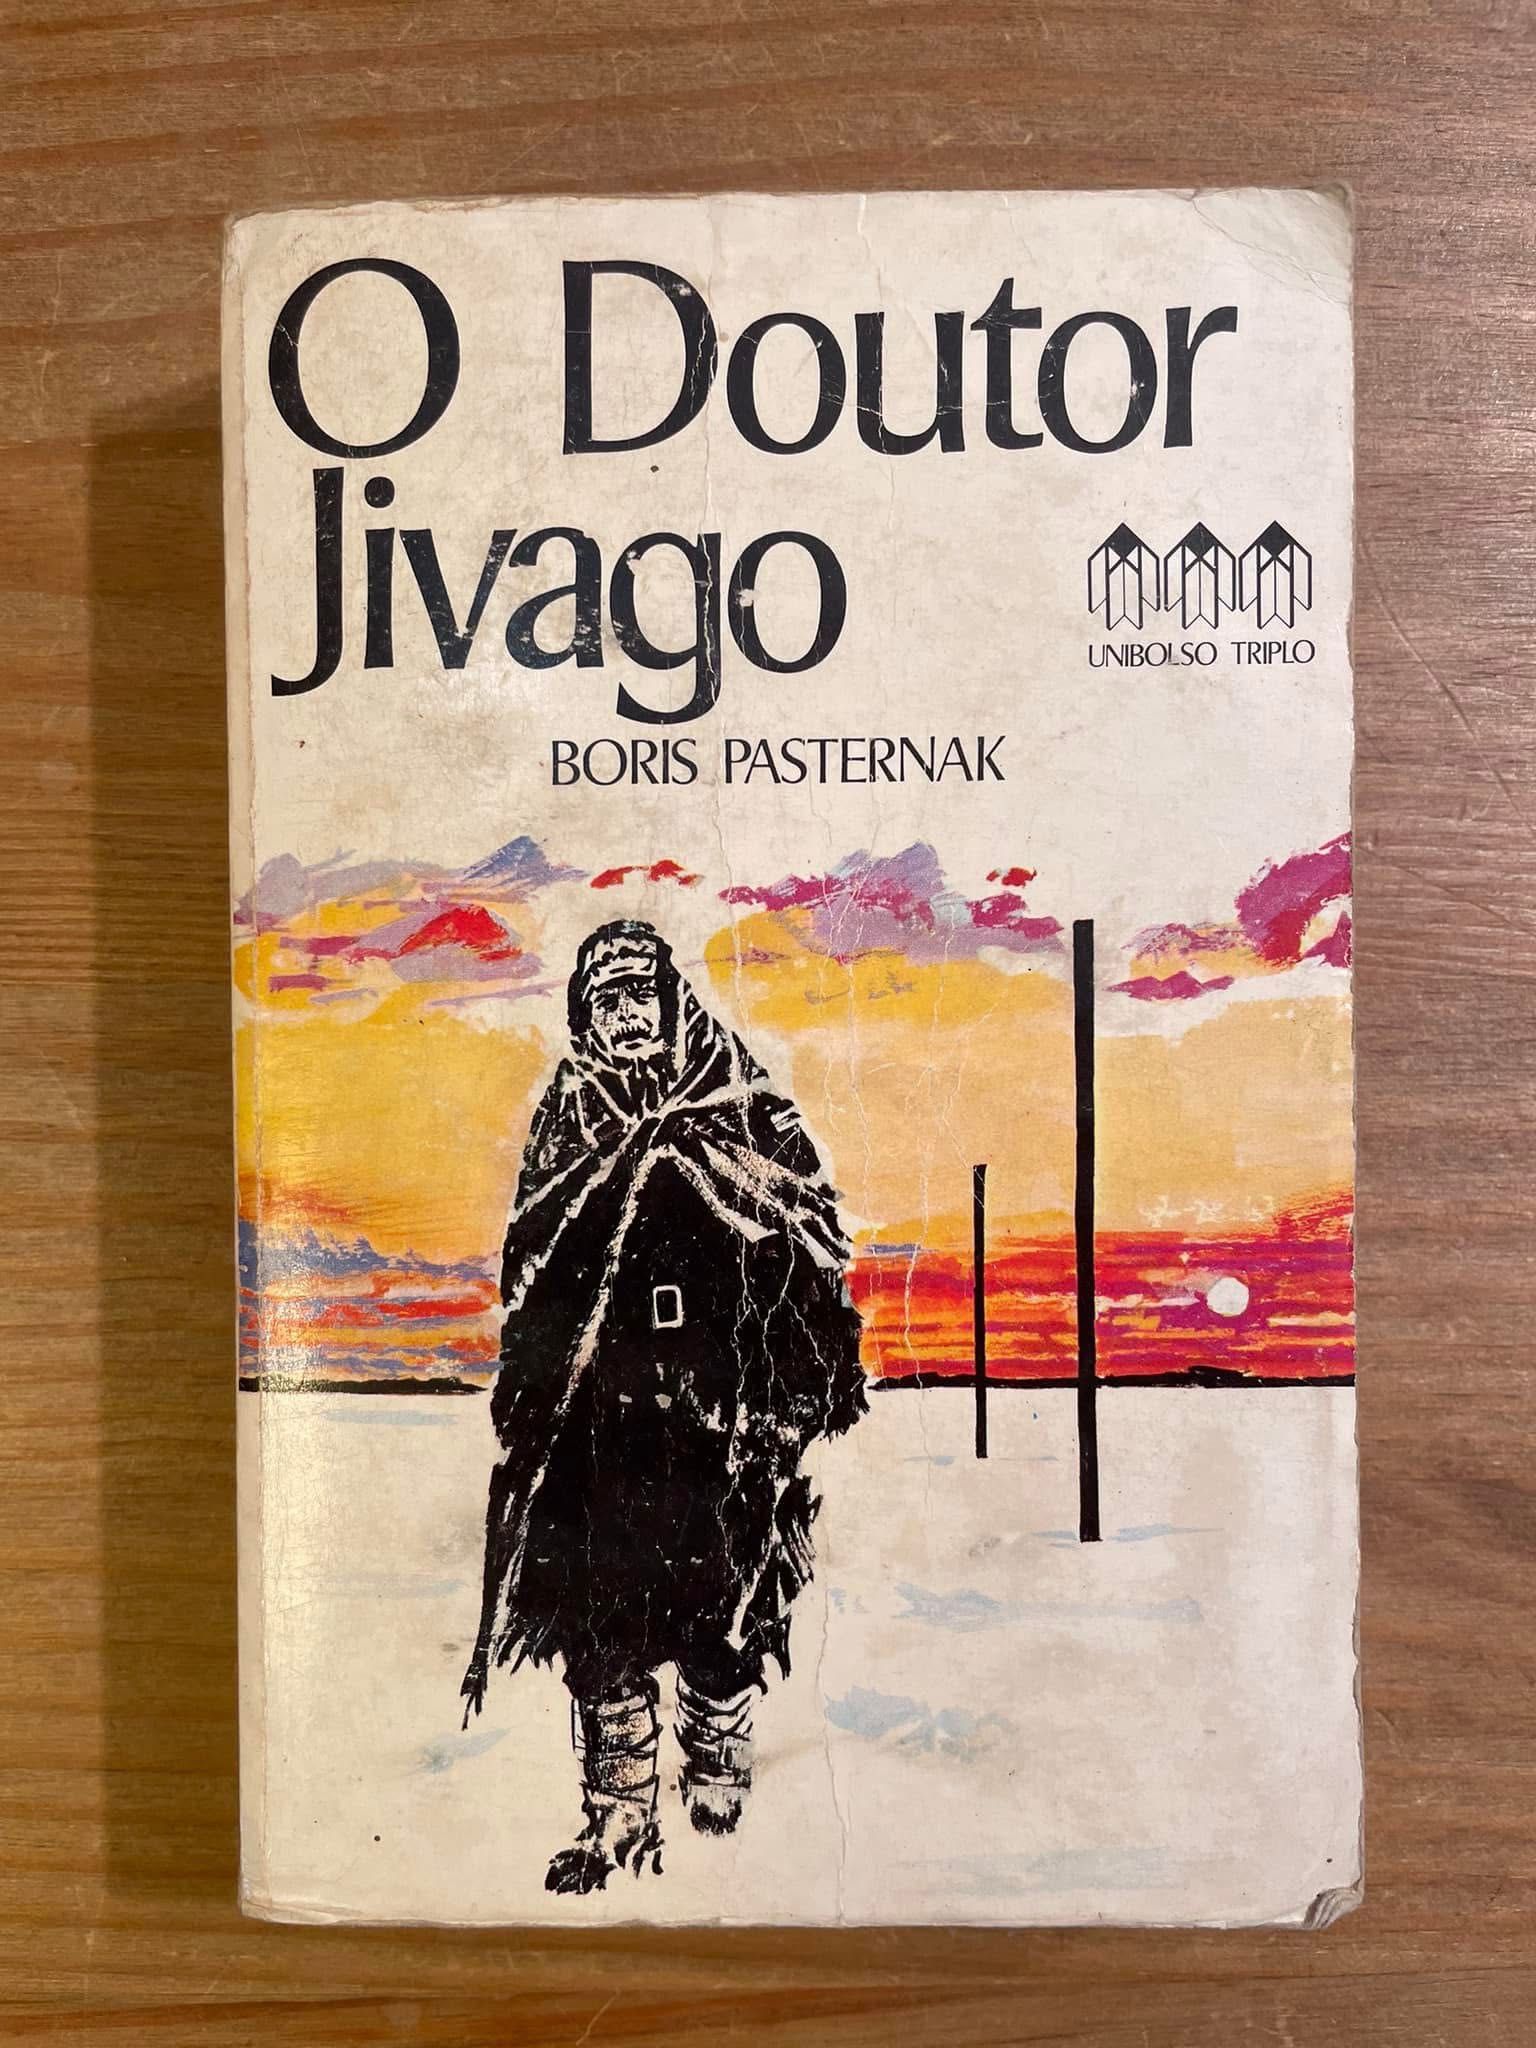 O Doutor
Jivago
UNIBOLSO TRIPLO
BORIS PASTERNAK